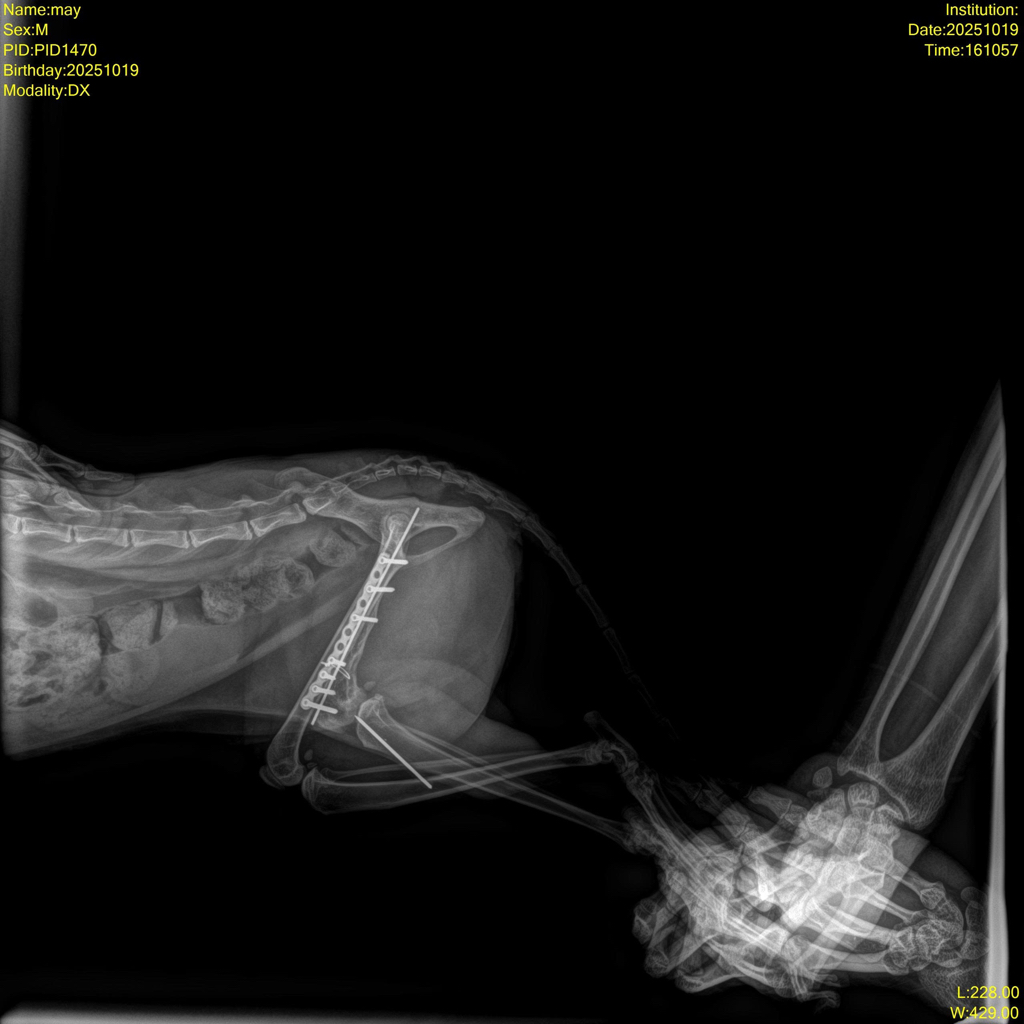 Name:may
Sex:M
PID:PID1470
Birthday:20251019
Modality:DX
Institution:
Date:20251019
Time:161057
L:228.00
W:429.00